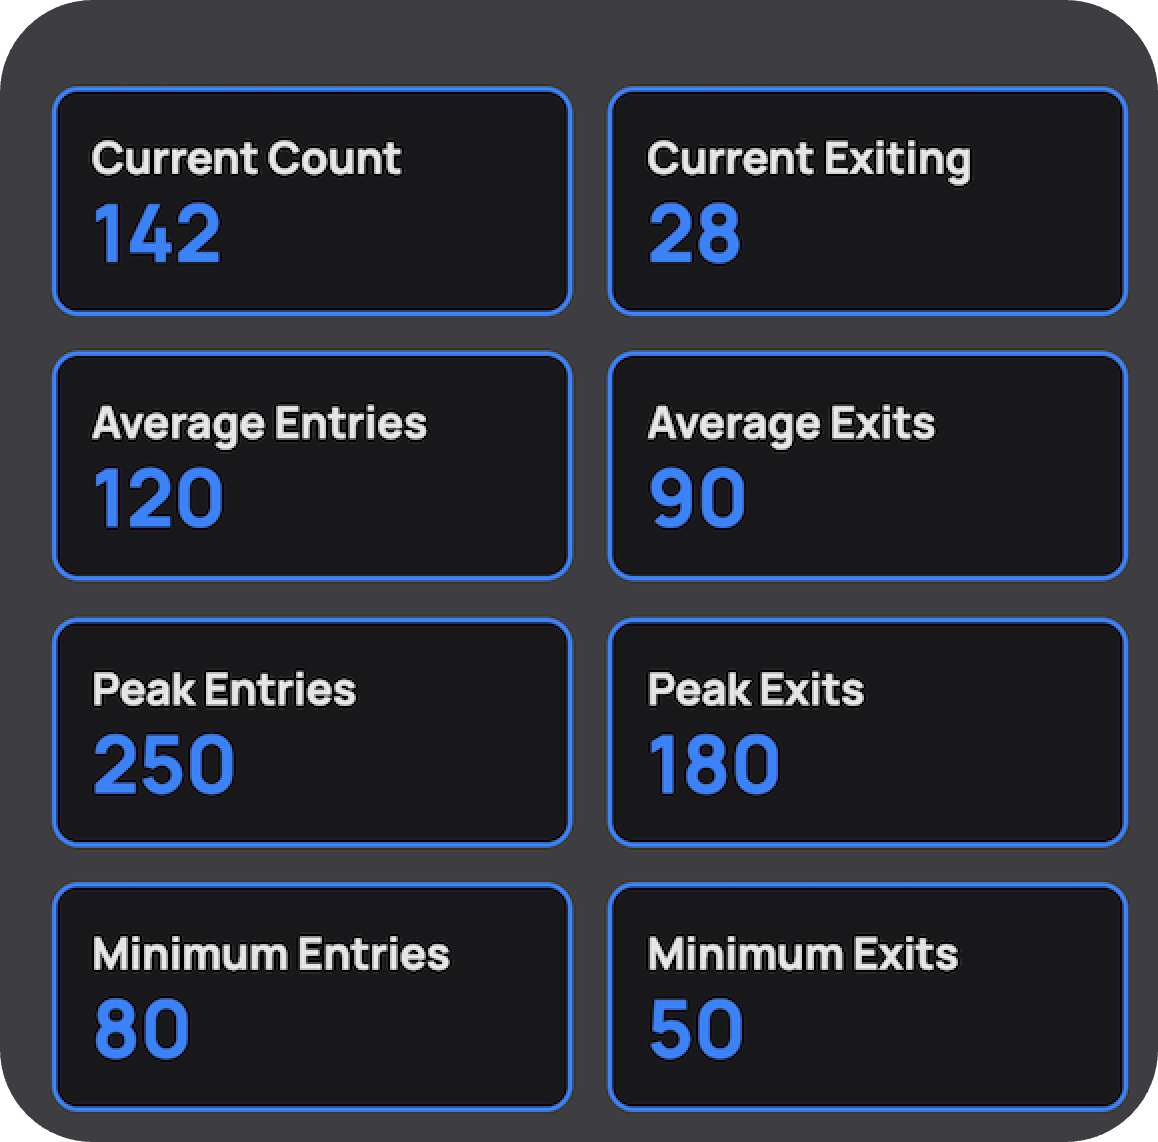 Current Count
142
Current Exiting
28
Average Entries
120
Average Exits
90
Peak Entries
250
Peak Exits
180
Minimum Entries
80
Minimum Exits
50